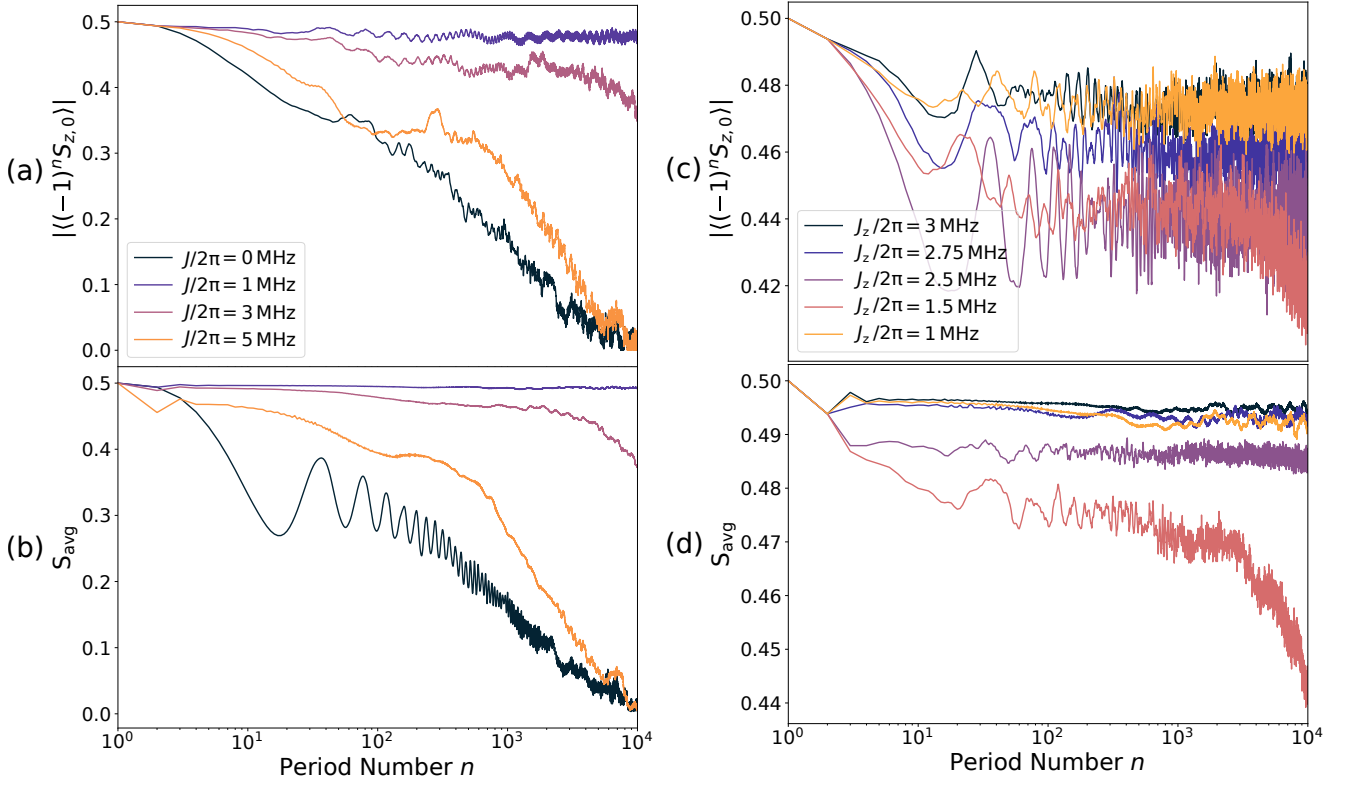 (a)
|⟨(−1)ⁿS_{z,0}⟩|
0.5
0.4
0.3
0.2
0.1
0.0
J/2π = 0 MHz
J/2π = 1 MHz
J/2π = 3 MHz
J/2π = 5 MHz
(b)
S_avg
0.5
0.4
0.3
0.2
0.1
0.0
10⁰ 10¹ 10² 10³ 10⁴
Period Number n
(c)
|⟨(−1)ⁿS_{z,0}⟩|
0.50
0.48
0.46
0.44
0.42
J_z/2π = 3 MHz
J_z/2π = 2.75 MHz
J_z/2π = 2.5 MHz
J_z/2π = 1.5 MHz
J_z/2π = 1 MHz
(d)
S_avg
0.50
0.49
0.48
0.47
0.46
0.45
0.44
10⁰ 10¹ 10² 10³ 10⁴
Period Number n